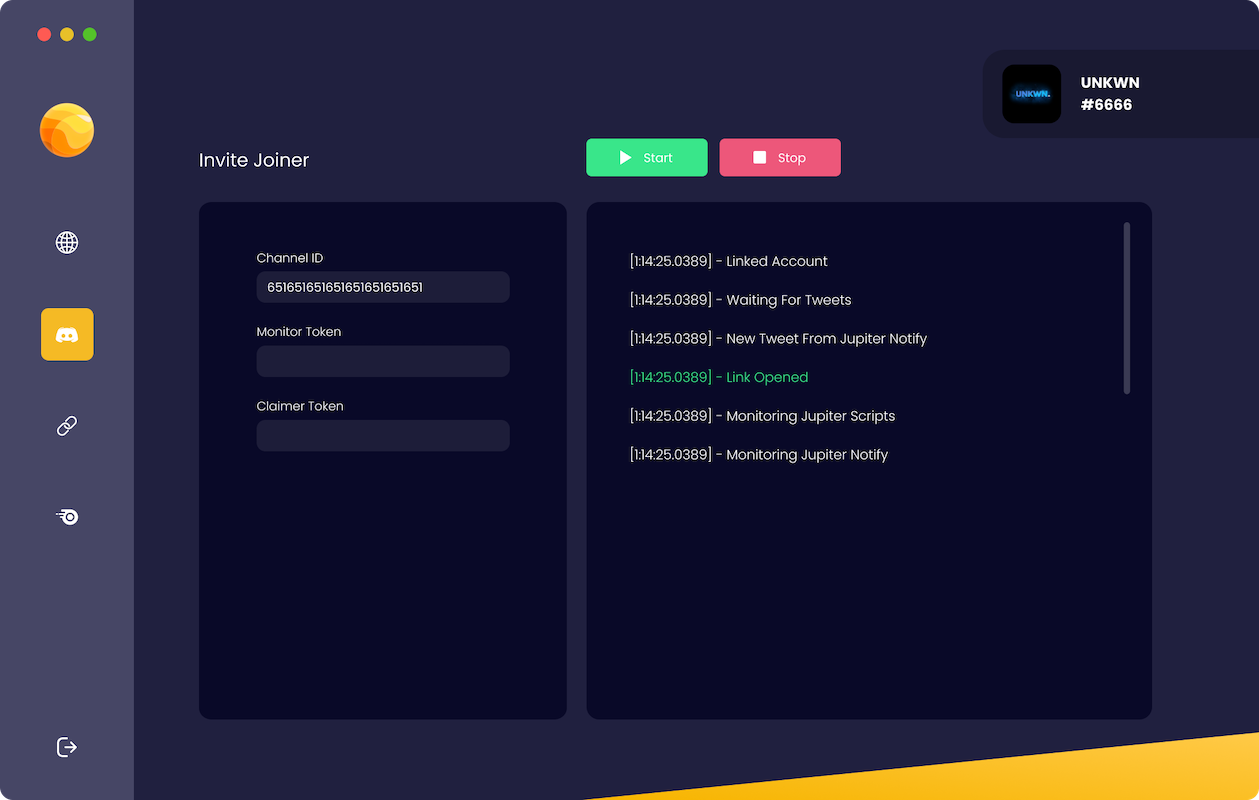 UNKWN.
UNKWN
#6666
Invite Joiner
Start
Stop
Channel ID
651651651651651651651651
Monitor Token
Claimer Token
[1:14:25.0389] - Linked Account
[1:14:25.0389] - Waiting For Tweets
[1:14:25.0389] - New Tweet From Jupiter Notify
[1:14:25.0389] - Link Opened
[1:14:25.0389] - Monitoring Jupiter Scripts
[1:14:25.0389] - Monitoring Jupiter Notify